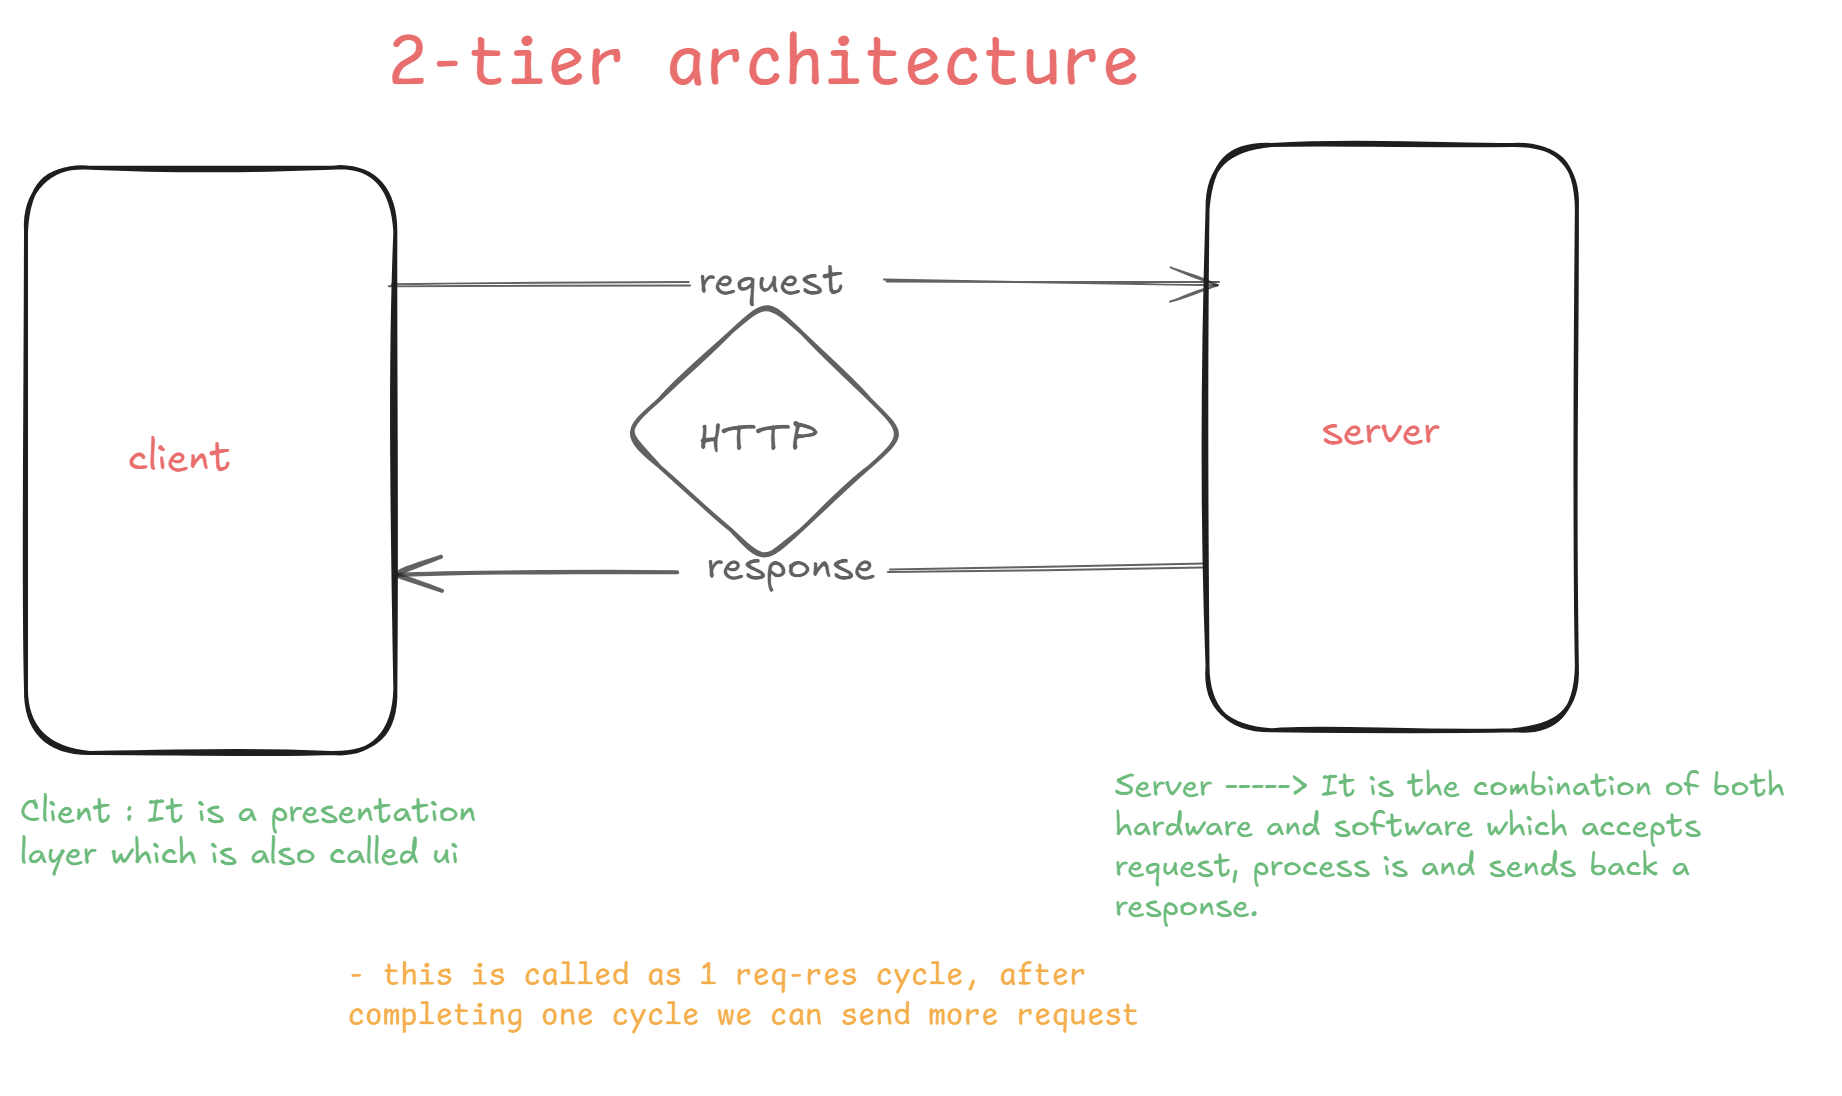 2-tier architecture
request
HTTP
client
server
response
Client : It is a presentation
layer which is also called ui
Server -----> It is the combination of both
hardware and software which accepts
request, process is and sends back a
response.
- this is called as 1 req-res cycle, after
completing one cycle we can send more request